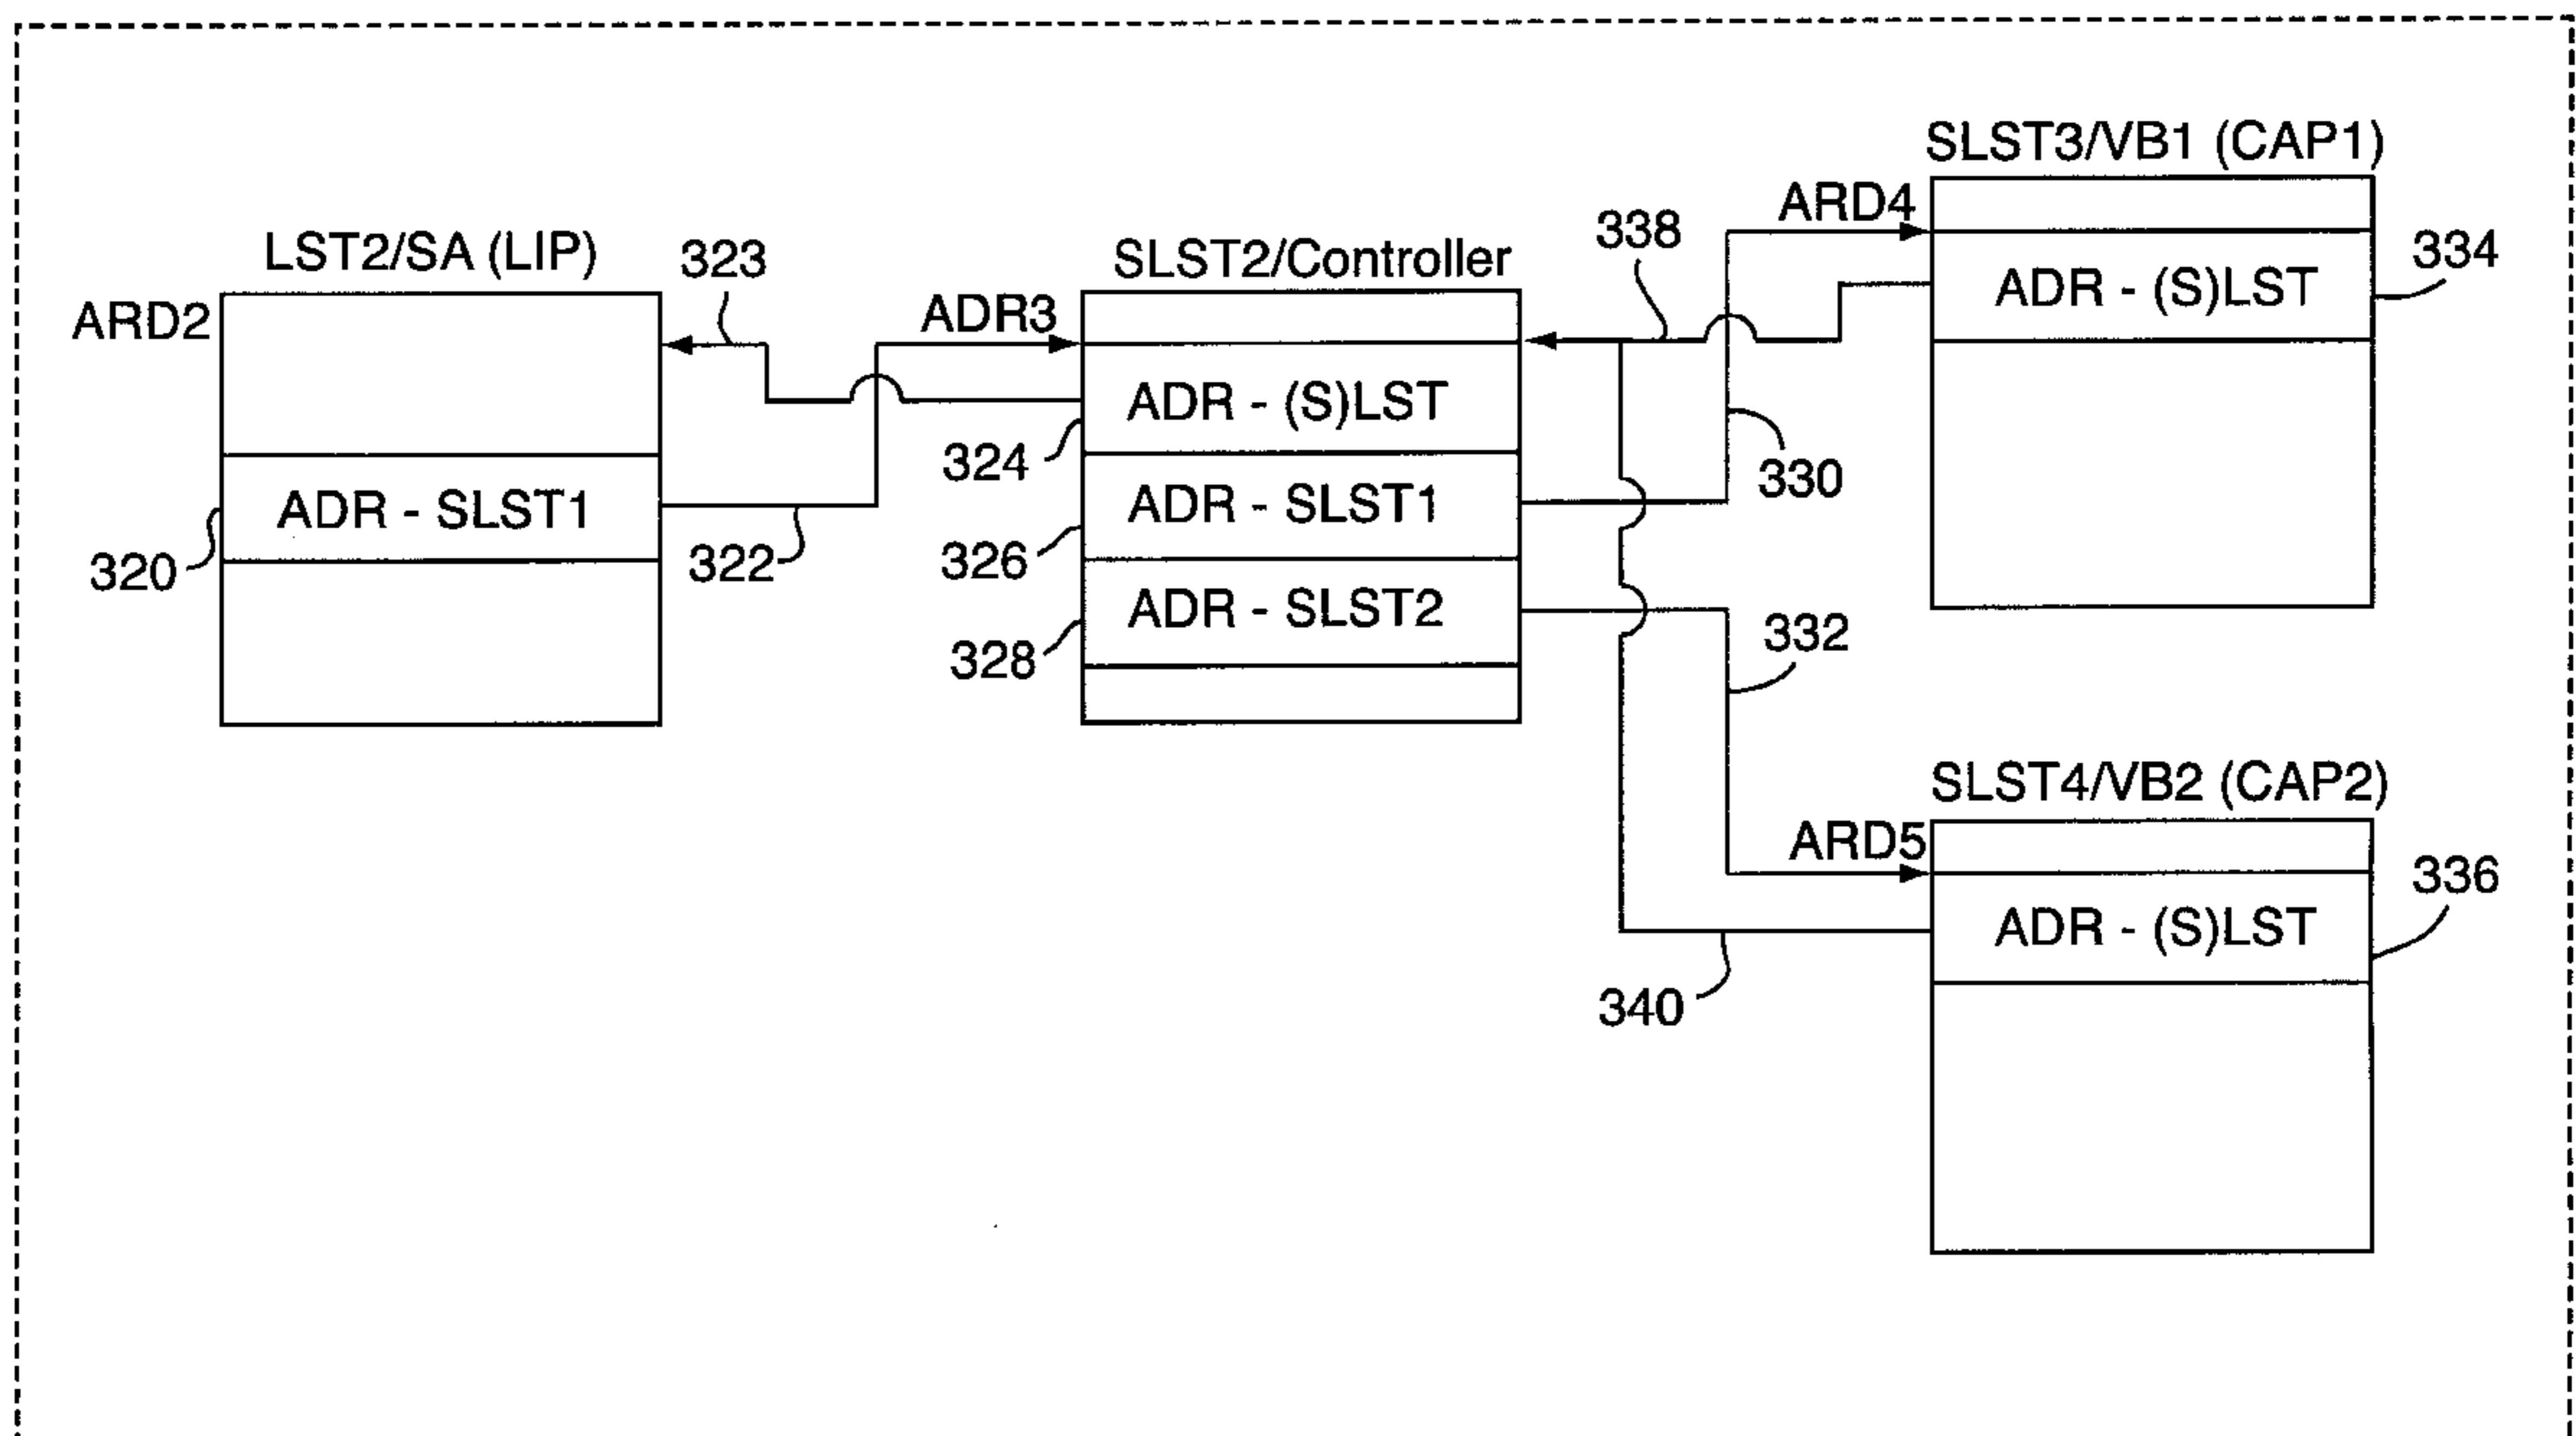 SLST3/VB1 (CAP1)
ARD4
338
334
LST2/SA (LIP)
323
SLST2/Controller
ADR - (S)LST
ARD2
ADR3
ADR - (S)LST
324
330
ADR - SLST1
ADR - SLST1
320
322
326
ADR - SLST2
328
332
SLST4/VB2 (CAP2)
ARD5
336
ADR - (S)LST
340